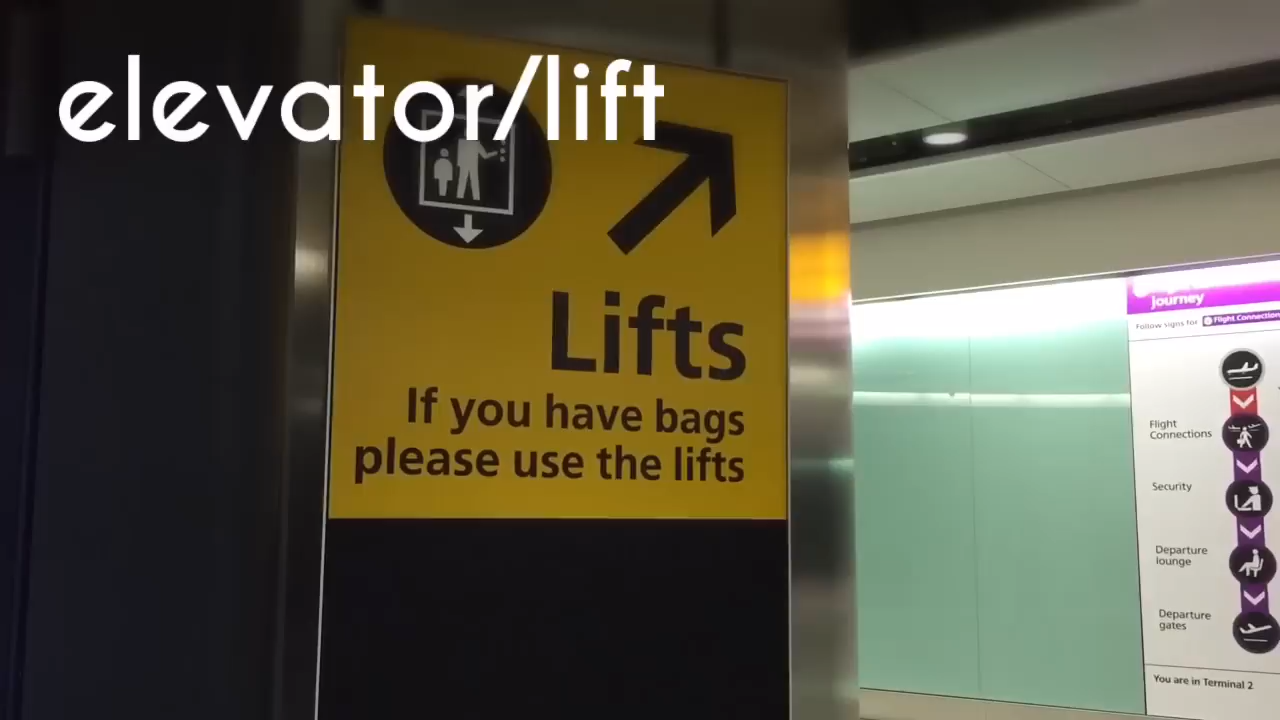 elevator/lift
Lifts
If you have bags
please use the lifts
journey
Follow signs for Flight Connection
Flight
Connections
Security
Departure
lounge
Departure
gates
You are in Terminal 2